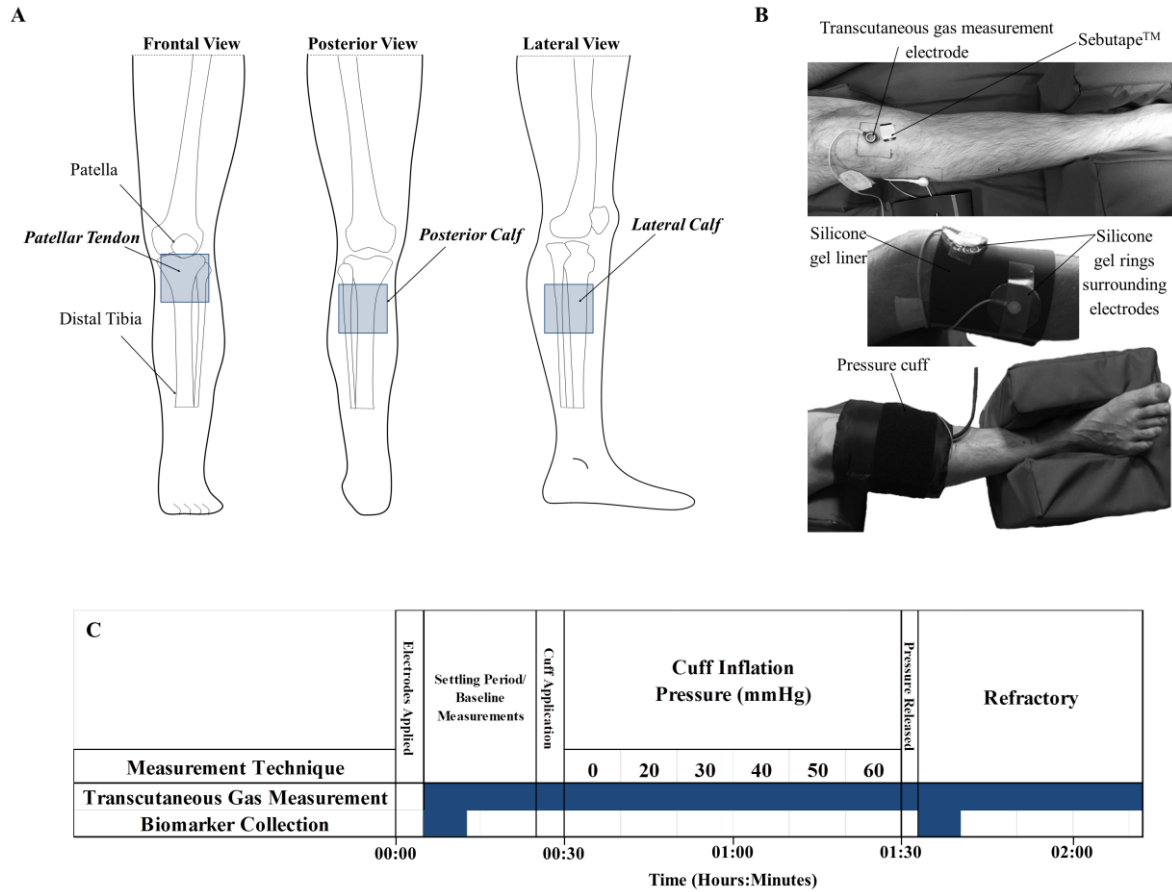 A
Frontal View
Posterior View
Lateral View
Patella
Patellar Tendon
Distal Tibia
Posterior Calf
Lateral Calf
B
Transcutaneous gas measurement
electrode
Sebutape™
Silicone
gel liner
Silicone
gel rings
surrounding
electrodes
Pressure cuff
C
Electrodes Applied
Settling Period/
Baseline
Measurements
Cuff Application
Cuff Inflation
Pressure (mmHg)
Pressure Released
Refractory
Measurement Technique
0 20 30 40 50 60
Transcutaneous Gas Measurement
Biomarker Collection
00:00 00:30 01:00 01:30 02:00
Time (Hours:Minutes)